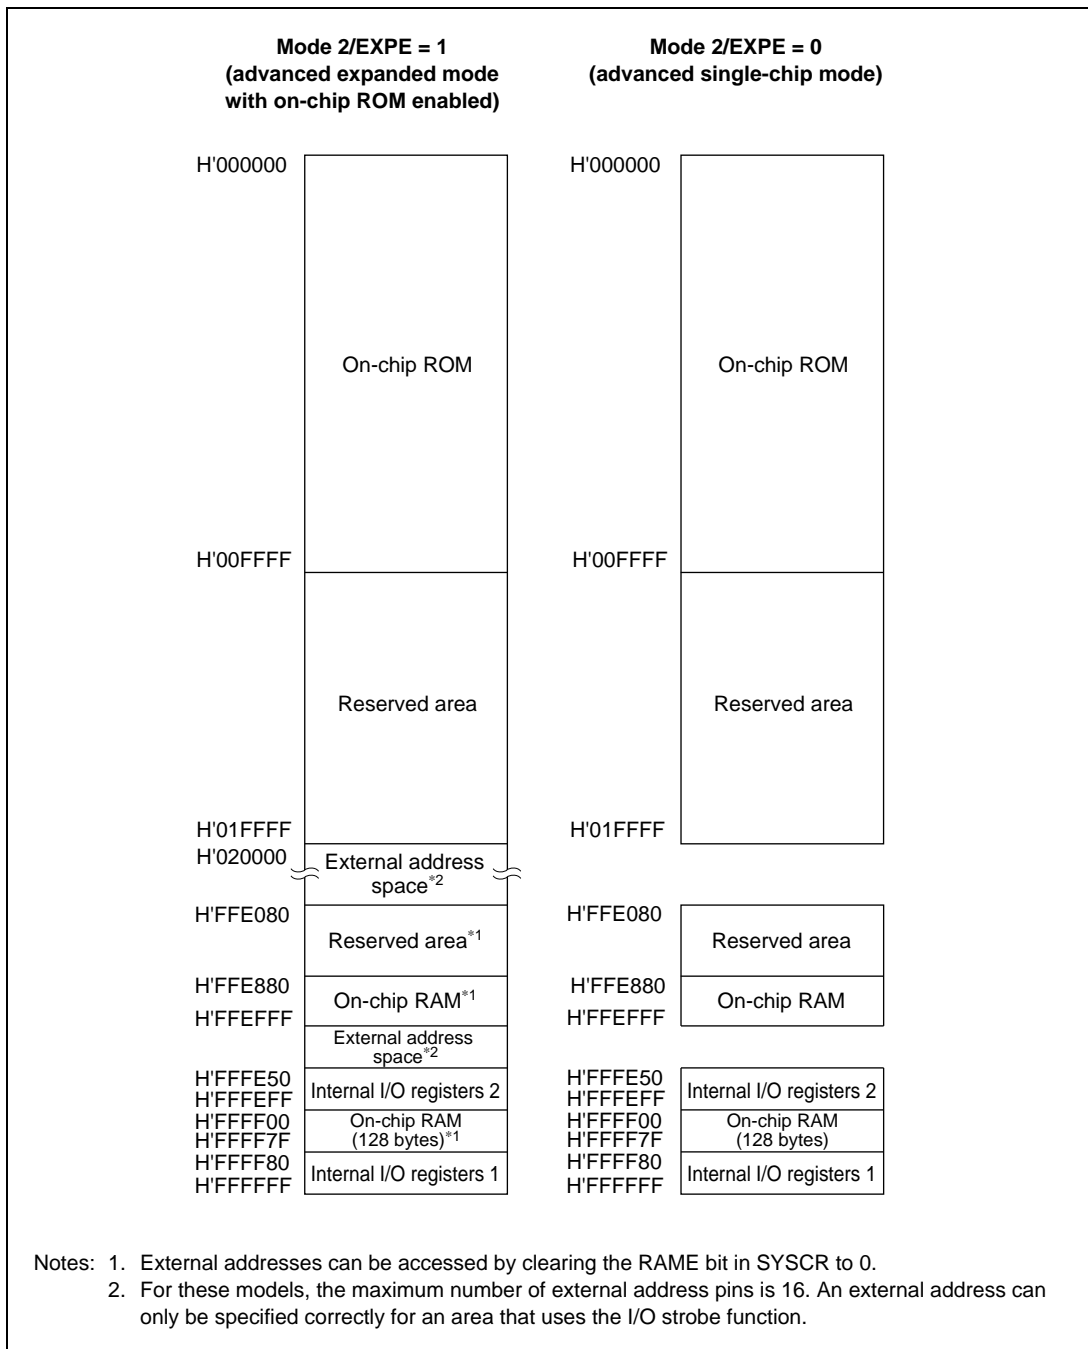 Mode 2/EXPE = 1
(advanced expanded mode
with on-chip ROM enabled)
H'000000
On-chip ROM
H'00FFFF
Reserved area
H'01FFFF
H'020000
External address
space*2
H'FFE080
Reserved area*1
H'FFE880
On-chip RAM*1
H'FFEFFF
External address
space*2
H'FFFE50
Internal I/O registers 2
H'FFFEFF
H'FFFF00
On-chip RAM
(128 bytes)*1
H'FFFF7F
H'FFFF80
Internal I/O registers 1
H'FFFFFF
Mode 2/EXPE = 0
(advanced single-chip mode)
H'000000
On-chip ROM
H'00FFFF
Reserved area
H'01FFFF
H'FFE080
Reserved area
H'FFE880
On-chip RAM
H'FFEFFF
H'FFFE50
Internal I/O registers 2
H'FFFEFF
H'FFFF00
On-chip RAM
(128 bytes)
H'FFFF7F
H'FFFF80
Internal I/O registers 1
H'FFFFFF
Notes: 1. External addresses can be accessed by clearing the RAME bit in SYSCR to 0.
2. For these models, the maximum number of external address pins is 16. An external address can
only be specified correctly for an area that uses the I/O strobe function.